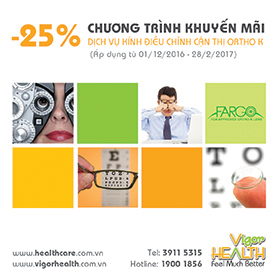 -25% CHƯƠNG TRÌNH KHUYẾN MÃI
DỊCH VỤ KÍNH ĐIỀU CHỈNH CẬN THỊ ORTHO K
(Áp dụng từ 01/12/2016 - 28/2/2017)
FARGO
E
www.healthcare.com.vn Tel: 3911 5315
www.vigorhealth.com.vn Hotline: 1900 1856
Vigor
HEALTH
Feel Much Better